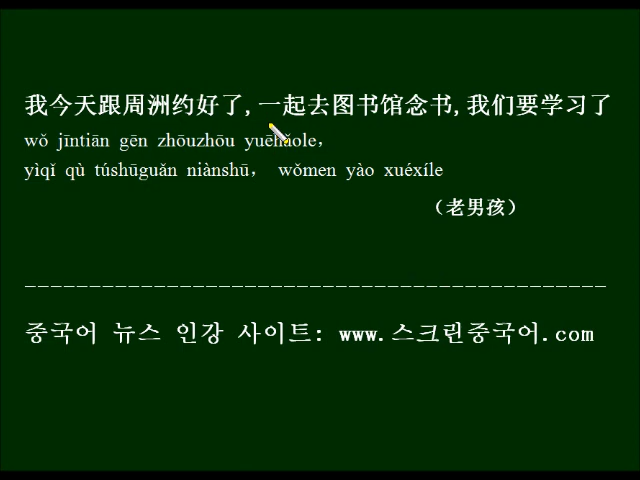 我今天跟周洲约好了,一起去图书馆念书,我们要学习了
wǒ jīntiān gēn zhōuzhōu yuēhǎole，
yìqǐ qù túshūguǎn niànshū， wǒmen yào xuéxíle
（老男孩）
------------------------------------------------
중국어 뉴스 인강 사이트: www.스크린중국어.com